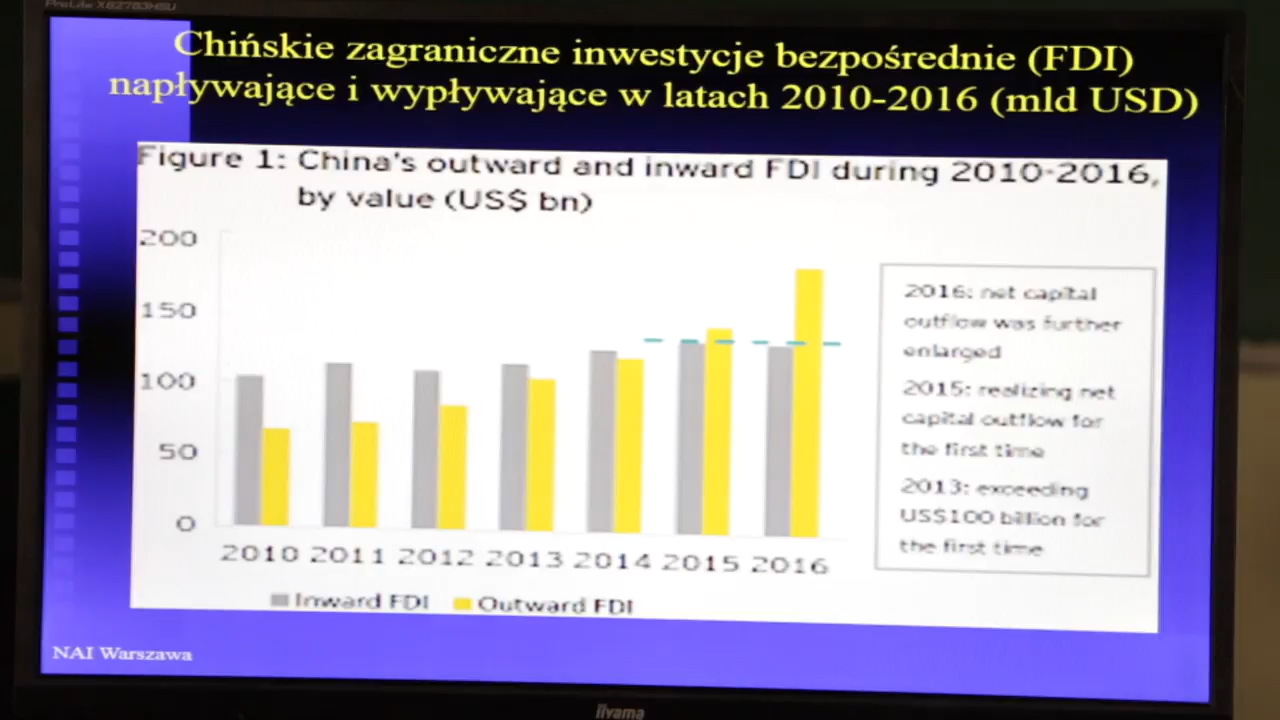 ProLite XB2783HSU
Chińskie zagraniczne inwestycje bezpośrednie (FDI)
napływające i wypływające w latach 2010-2016 (mld USD)
Figure 1: China's outward and inward FDI during 2010-2016,
by value (US$ bn)
200
150
100
50
0
2010 2011 2012 2013 2014 2015 2016
Inward FDI Outward FDI
2016: net capital
outflow was further
enlarged
2015: realizing net
capital outflow for
the first time
2013: exceeding
US$100 billion for
the first time
NAI Warszawa
iiyama